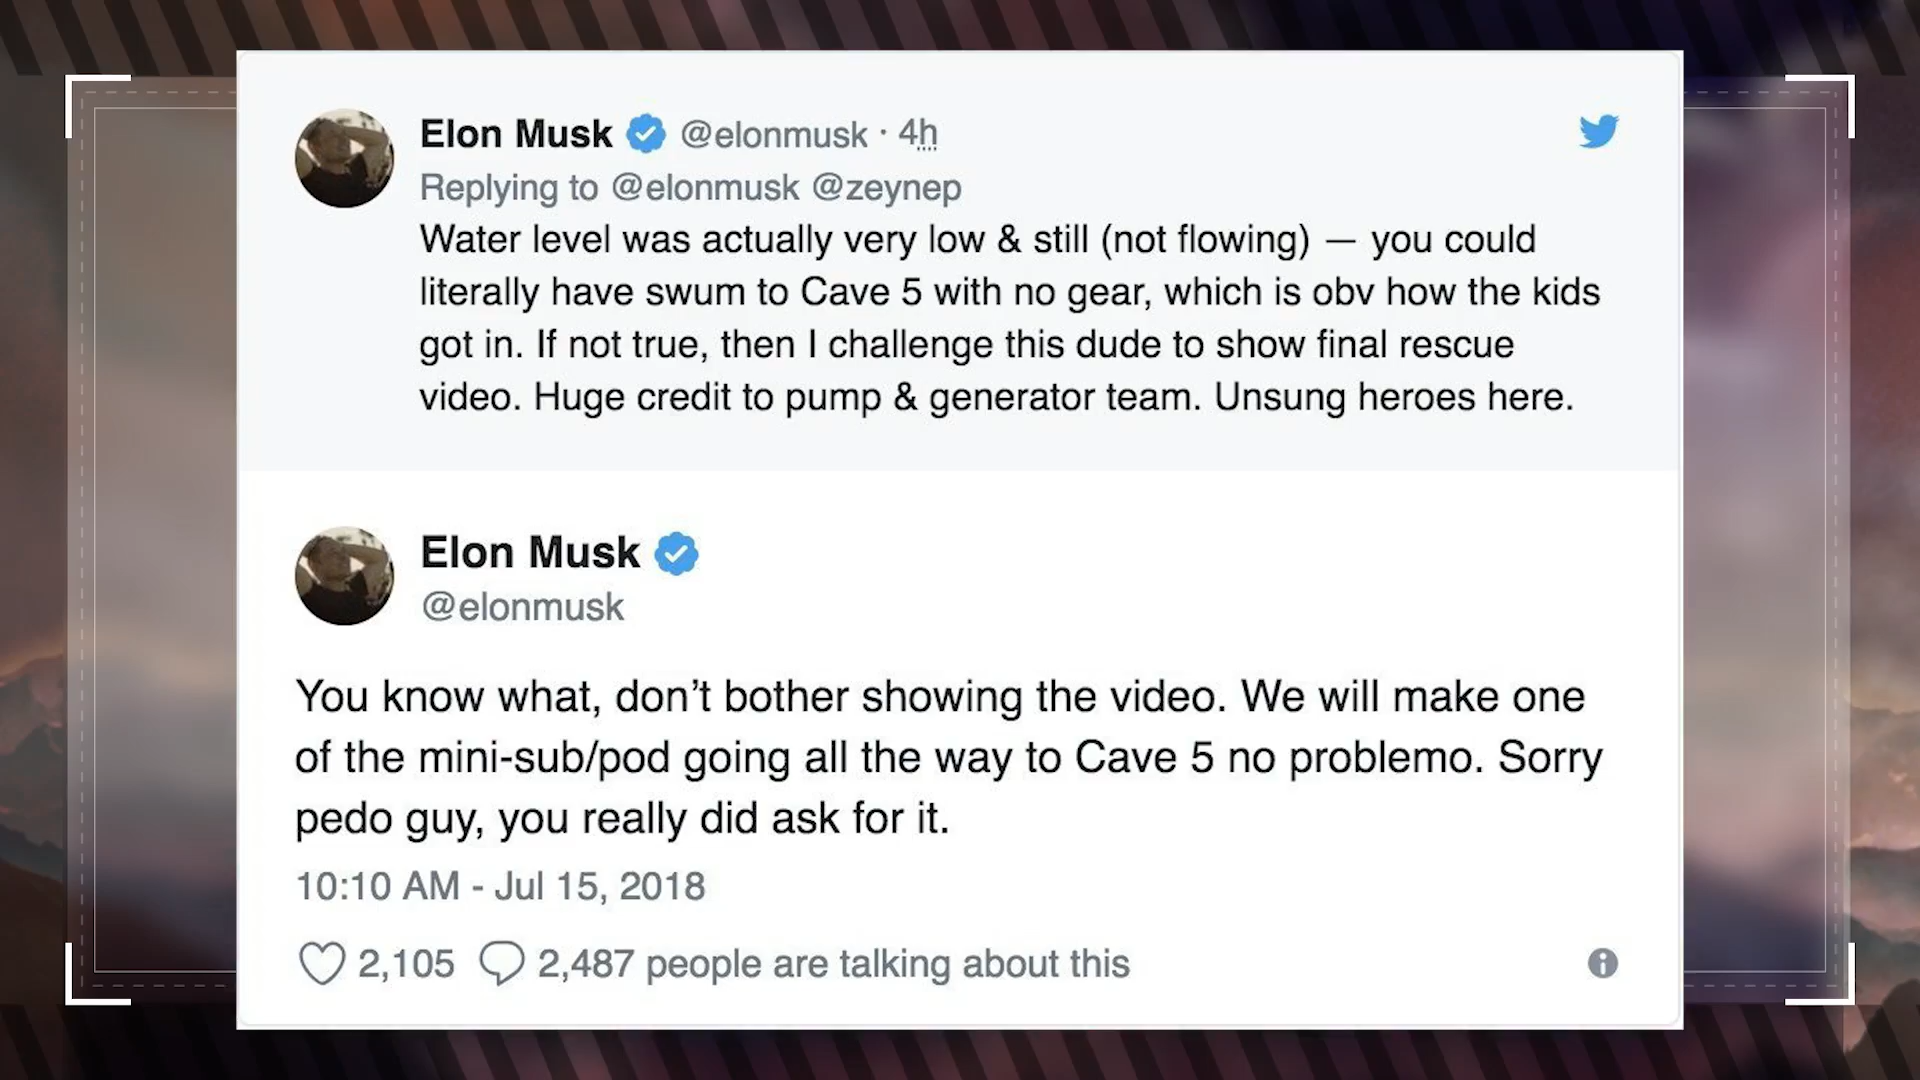 Elon Musk @elonmusk · 4h
Replying to @elonmusk @zeynep
Water level was actually very low & still (not flowing) — you could
literally have swum to Cave 5 with no gear, which is obv how the kids
got in. If not true, then I challenge this dude to show final rescue
video. Huge credit to pump & generator team. Unsung heroes here.
Elon Musk
@elonmusk
You know what, don’t bother showing the video. We will make one
of the mini-sub/pod going all the way to Cave 5 no problemo. Sorry
pedo guy, you really did ask for it.
10:10 AM - Jul 15, 2018
2,105 2,487 people are talking about this